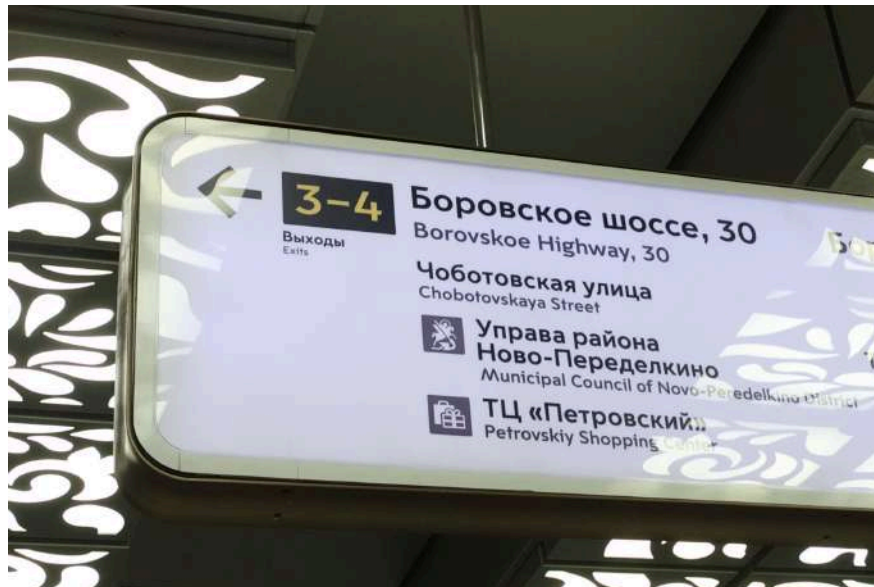 3–4
Выходы
Exits
Боровское шоссе, 30
Borovskoe Highway, 30
Чоботовская улица
Chobotovskaya Street
Управа района
Ново-Переделкино
Municipal Council of Novo-Peredelkino District
ТЦ «Петровский»
Petrovskiy Shopping Center